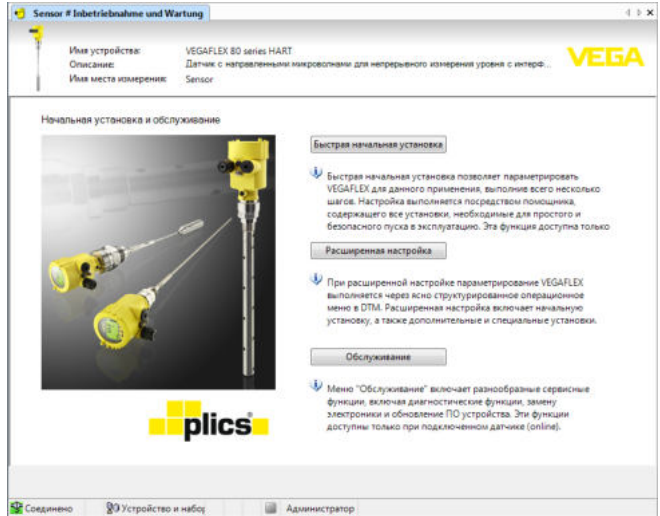 Sensor # Inbetriebnahme und Wartung
Имя устройства: VEGAFLEX 80 series HART
Описание: Датчик с направленными микроволнами для непрерывного измерения уровня с интерф...
Имя места измерения: Sensor
VEGA
Начальная установка и обслуживание
Быстрая начальная установка
Быстрая начальная установка позволяет параметрировать
VEGAFLEX для данного применения, выполнив всего несколько
шагов. Настройка выполняется посредством помощника,
содержащего все установки, необходимые для простого и
безопасного пуска в эксплуатацию. Эта функция доступна только
Расширенная настройка
При расширенной настройке параметрирование VEGAFLEX
выполняется через ясно структурированное операционное
меню в DTM. Расширенная настройка включает начальную
установку, а также дополнительные и специальные установки.
Обслуживание
Меню "Обслуживание" включает разнообразные сервисные
функции, включая диагностические функции, замену
электроники и обновление ПО устройства. Эти функции
доступны только при подключенном датчике (online).
plics
Соединено
Устройство и набор
Администратор